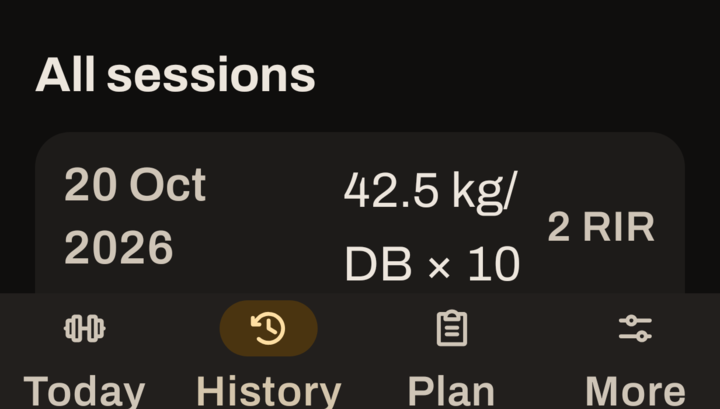 All sessions
20 Oct
2026
42.5 kg/
DB × 10
2 RIR
Today
History
Plan
More